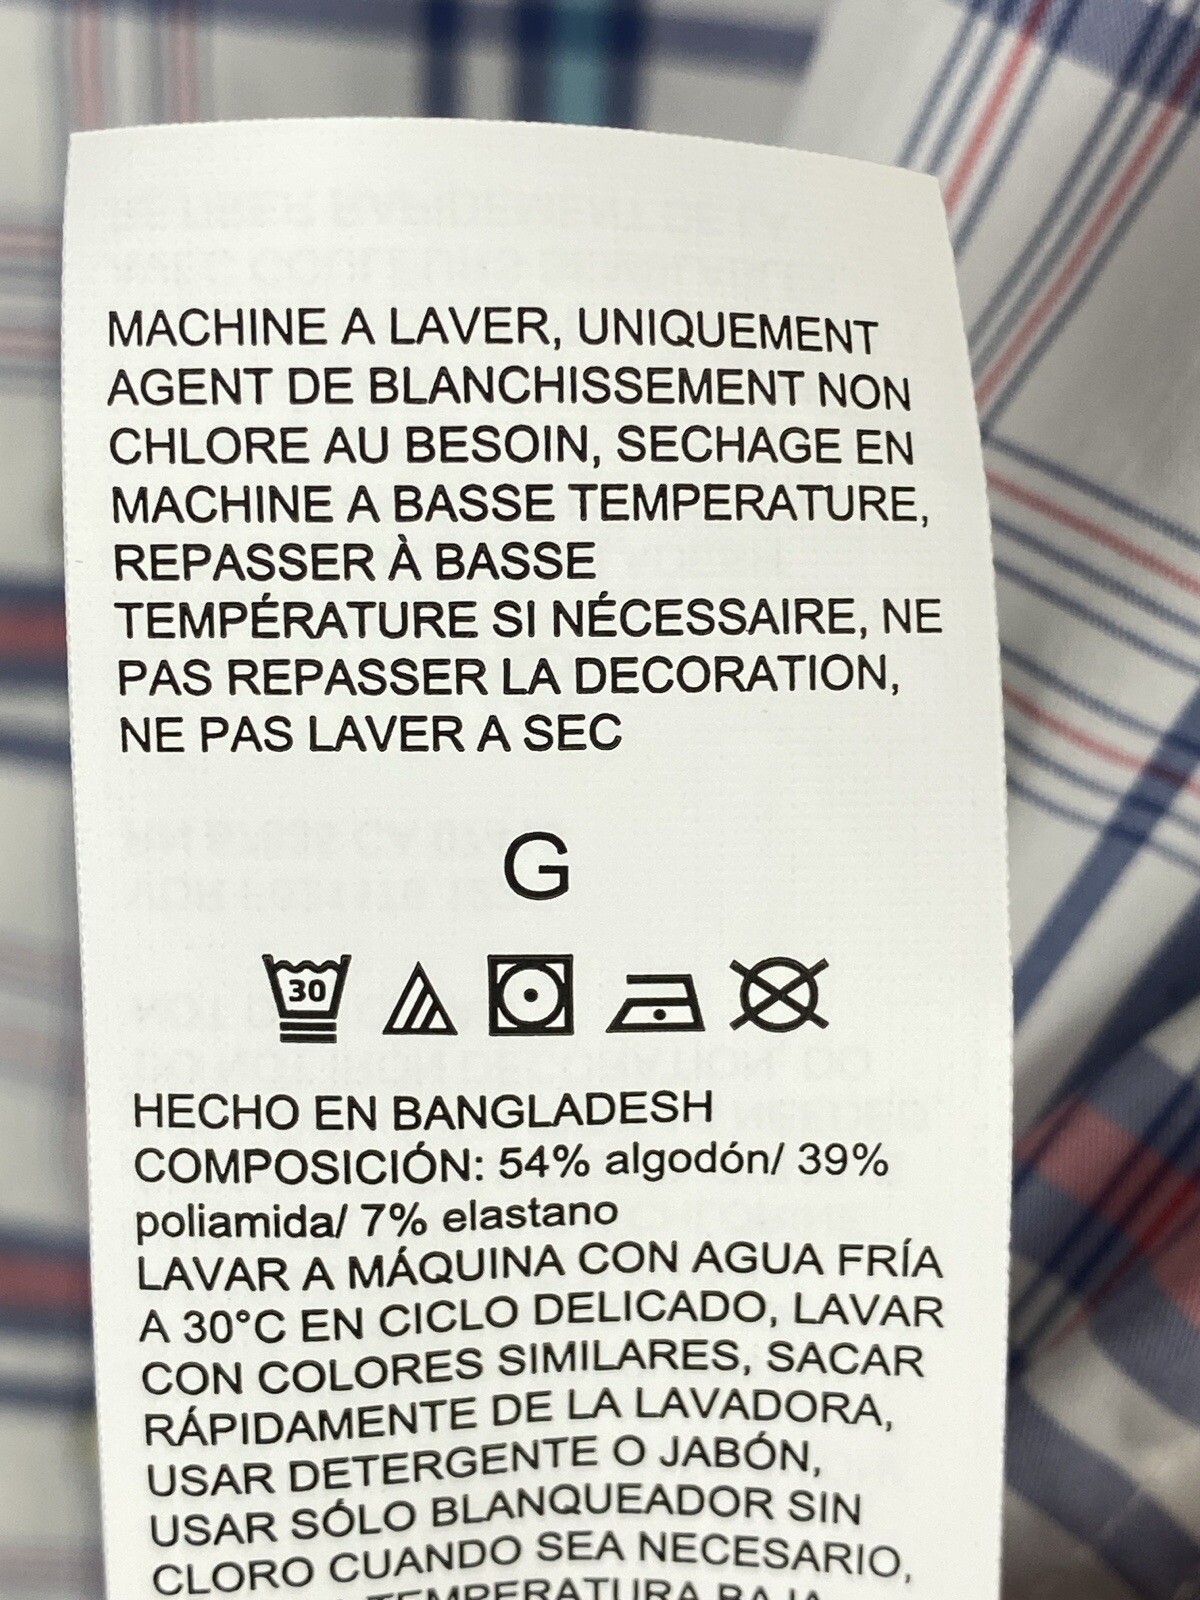 MACHINE A LAVER, UNIQUEMENT
AGENT DE BLANCHISSEMENT NON
CHLORE AU BESOIN, SECHAGE EN
MACHINE A BASSE TEMPERATURE,
REPASSER À BASSE
TEMPÉRATURE SI NÉCESSAIRE, NE
PAS REPASSER LA DECORATION,
NE PAS LAVER A SEC
G
30
HECHO EN BANGLADESH
COMPOSICIÓN: 54% algodón/ 39%
poliamida/ 7% elastano
LAVAR A MÁQUINA CON AGUA FRÍA
A 30°C EN CICLO DELICADO, LAVAR
CON COLORES SIMILARES, SACAR
RÁPIDAMENTE DE LA LAVADORA,
USAR DETERGENTE O JABÓN,
USAR SÓLO BLANQUEADOR SIN
CLORO CUANDO SEA NECESARIO,
TEMPERATURA BAJA